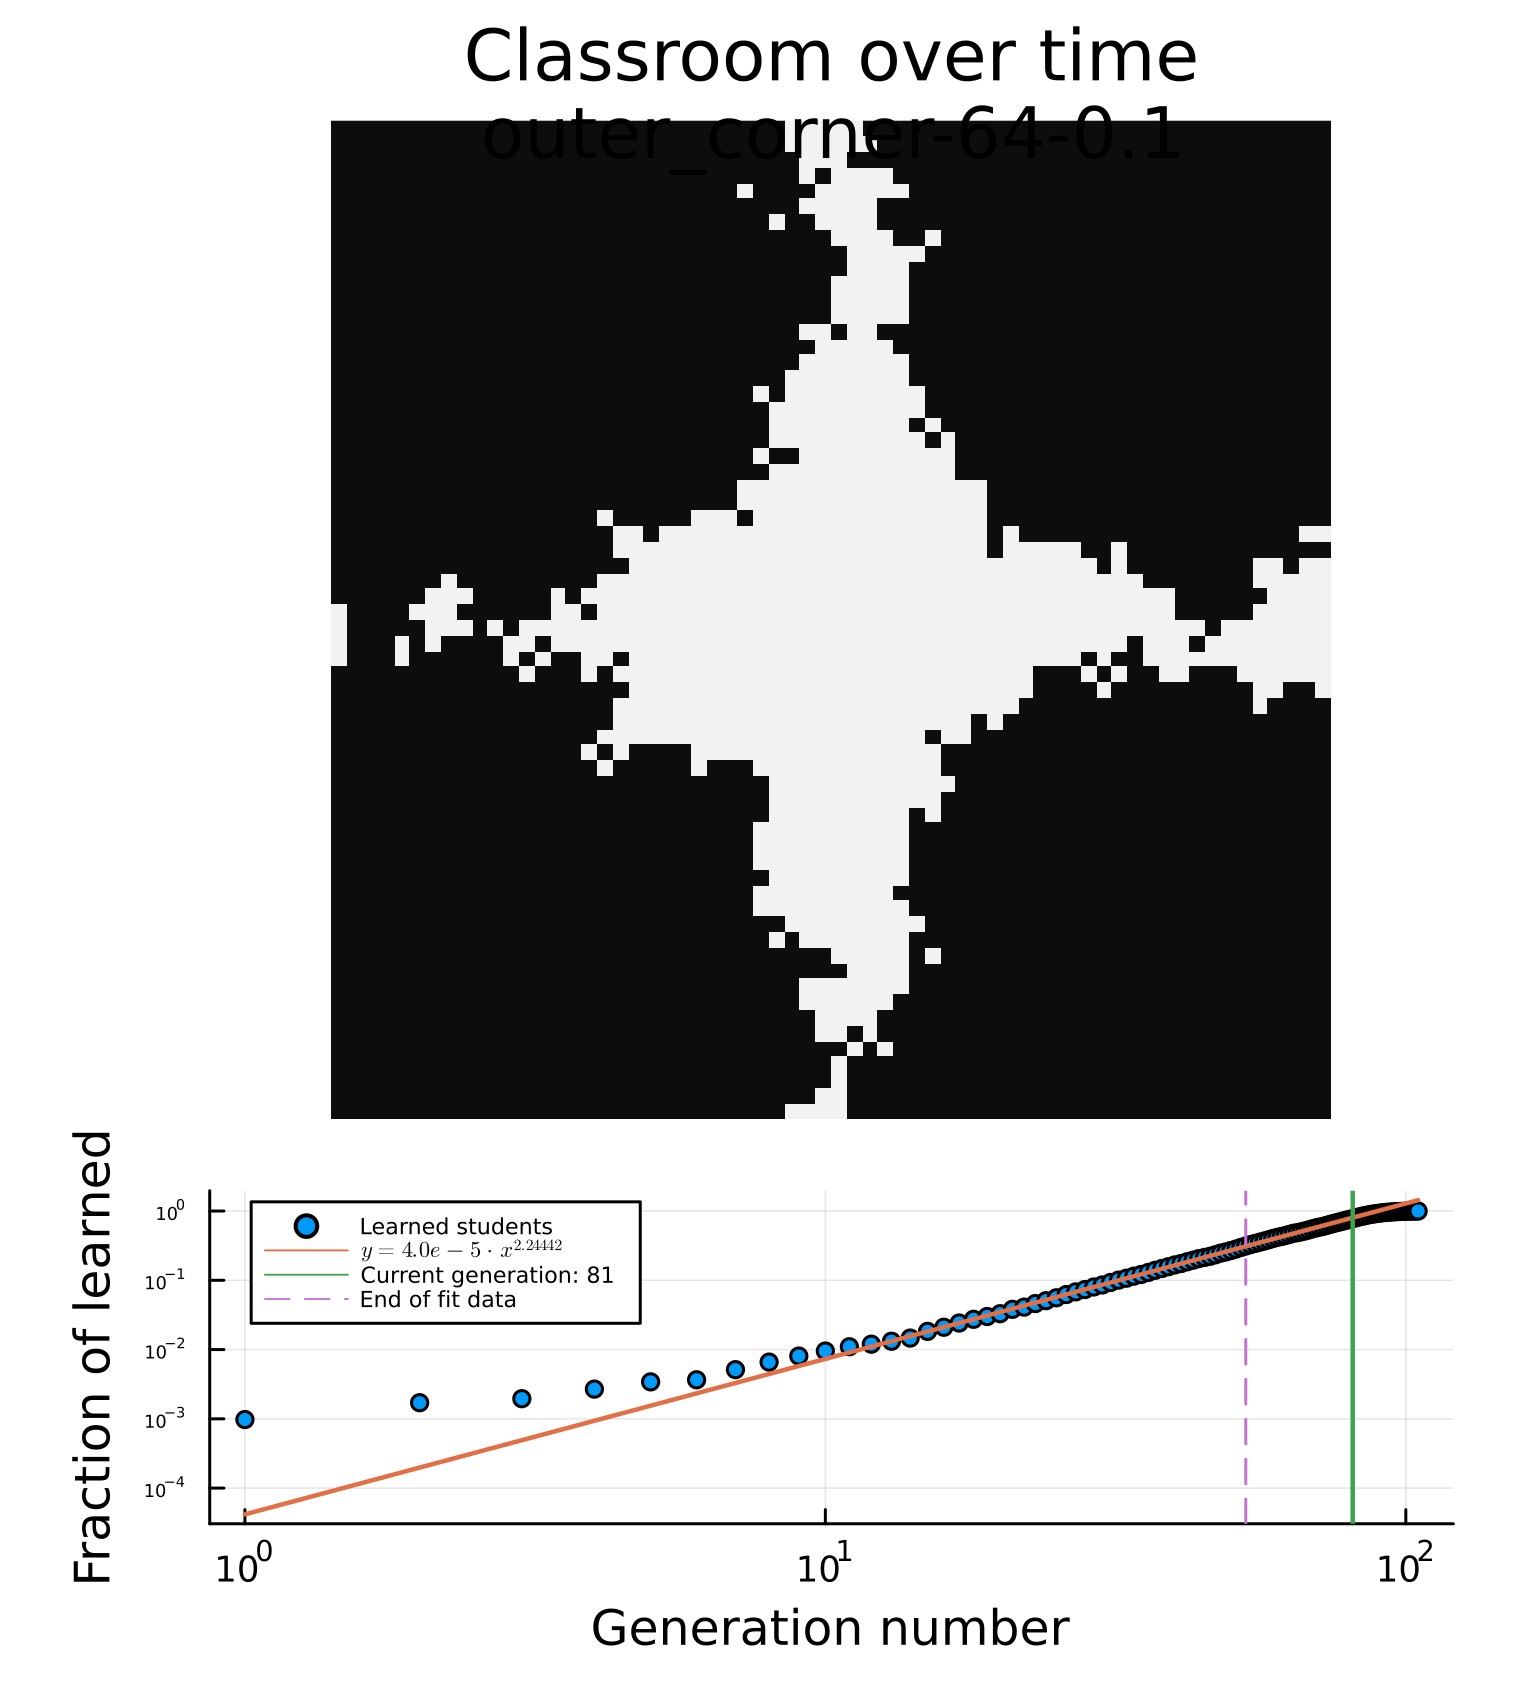 Classroom over time
outer_corner-64-0.1
Fraction of learned
10⁰
10⁻¹
10⁻²
10⁻³
10⁻⁴
Learned students
y = 4.0e − 5 · x^2.24442
Current generation: 81
End of fit data
10⁰ 10¹ 10²
Generation number